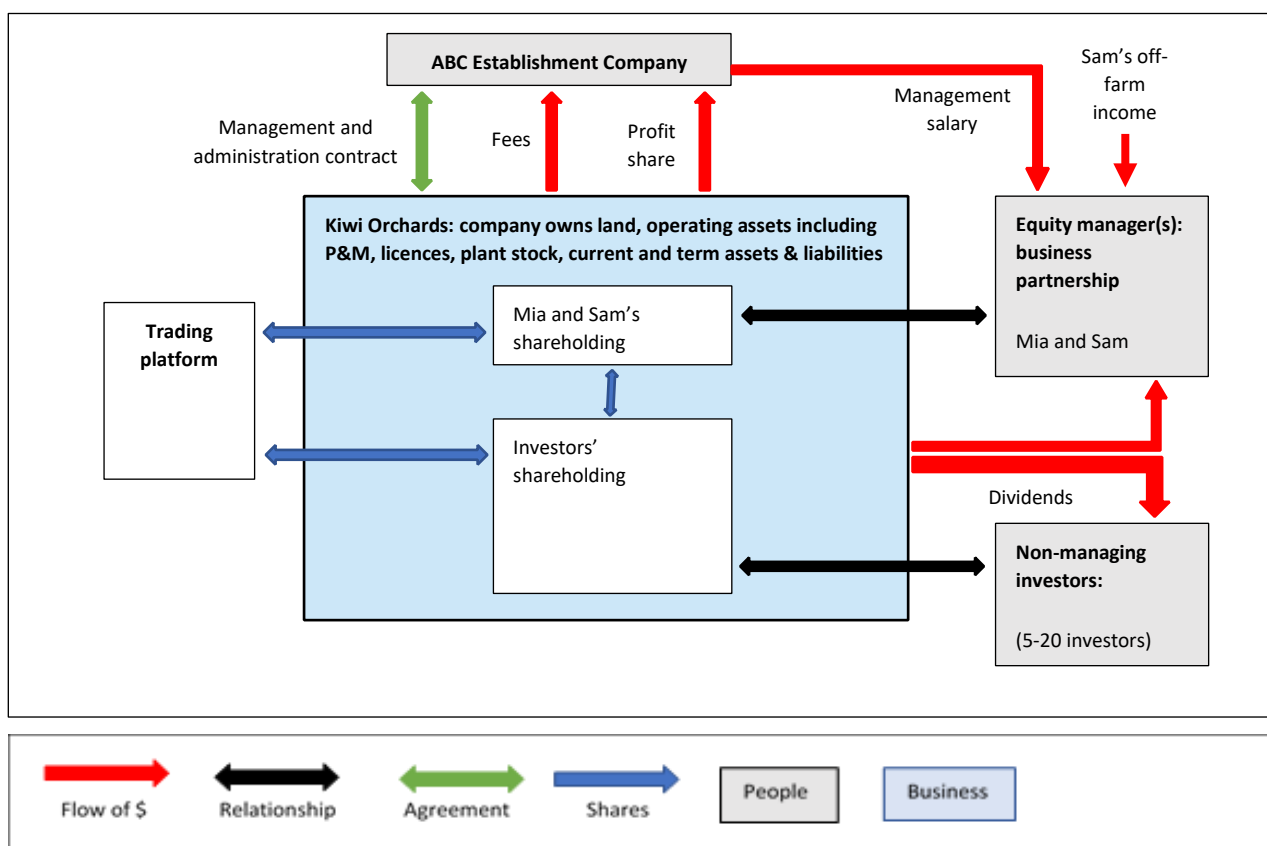 ABC Establishment Company
Sam's off-
farm
income
Management
salary
Management and
administration contract
Fees
Profit
share
Kiwi Orchards: company owns land, operating assets including
P&M, licences, plant stock, current and term assets & liabilities
Equity manager(s):
business
partnership
Mia and Sam
Trading
platform
Mia and Sam's
shareholding
Investors'
shareholding
Dividends
Non-managing
investors:
(5-20 investors)
Flow of $
Relationship
Agreement
Shares
People
Business